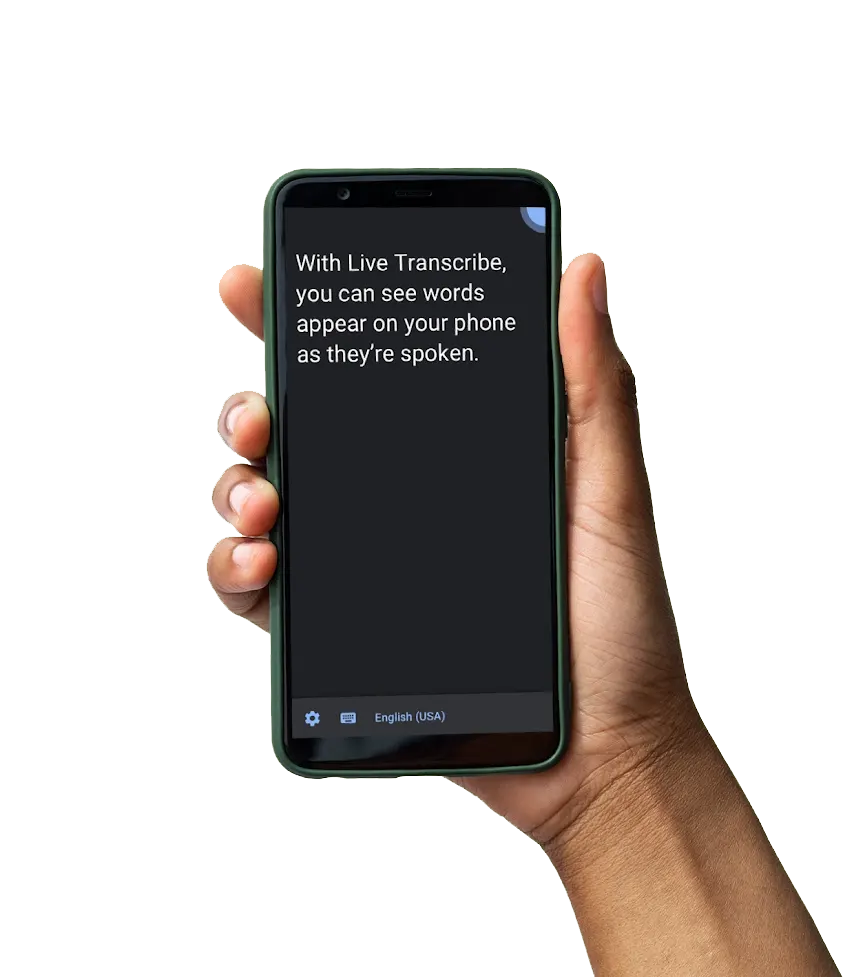 With Live Transcribe,
you can see words
appear on your phone
as they’re spoken.
English (USA)